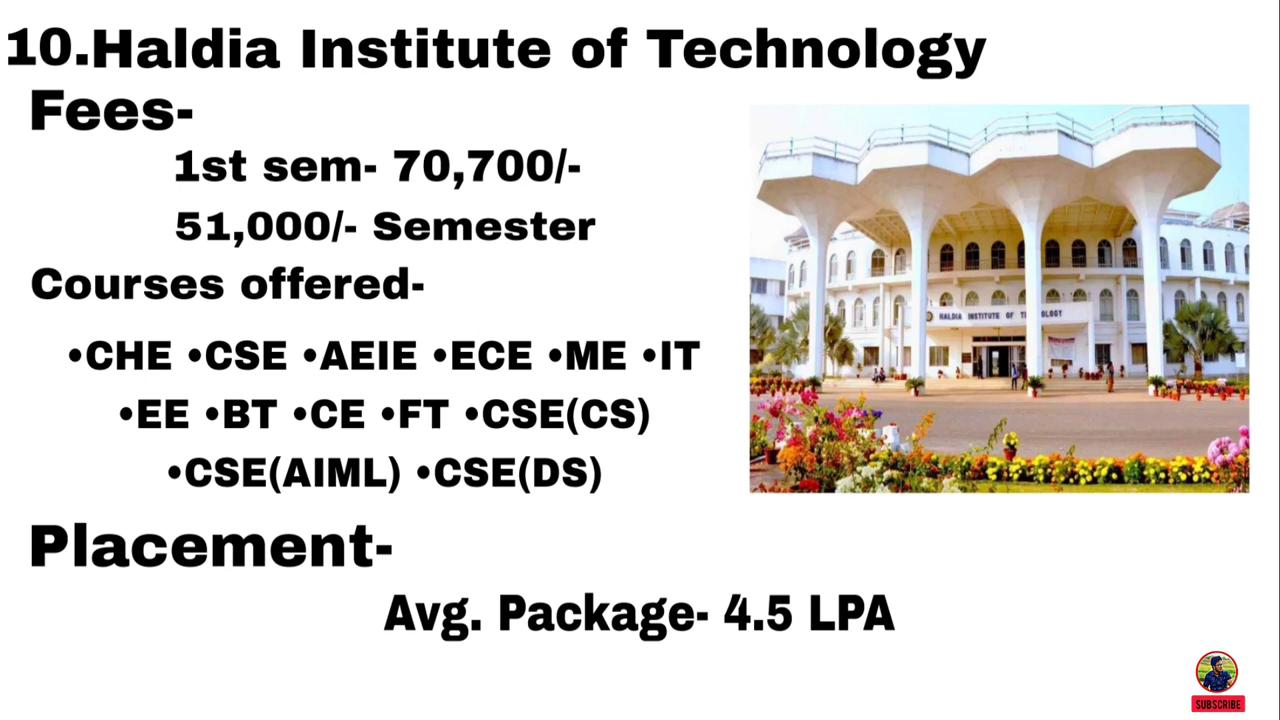 10.Haldia Institute of Technology
Fees-
1st sem- 70,700/-
51,000/- Semester
Courses offered-
•CHE •CSE •AEIE •ECE •ME •IT
•EE •BT •CE •FT •CSE(CS)
•CSE(AIML) •CSE(DS)
HALDIA INSTITUTE OF
Placement-
Avg. Package- 4.5 LPA
SUBSCRIBE